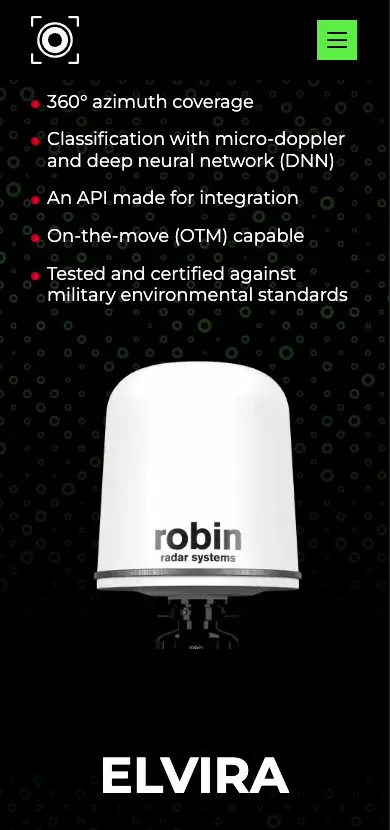 360° azimuth coverage
Classification with micro-doppler
and deep neural network (DNN)
An API made for integration
On-the-move (OTM) capable
Tested and certified against
military environmental standards
robin
radar systems
robin
ELVIRA